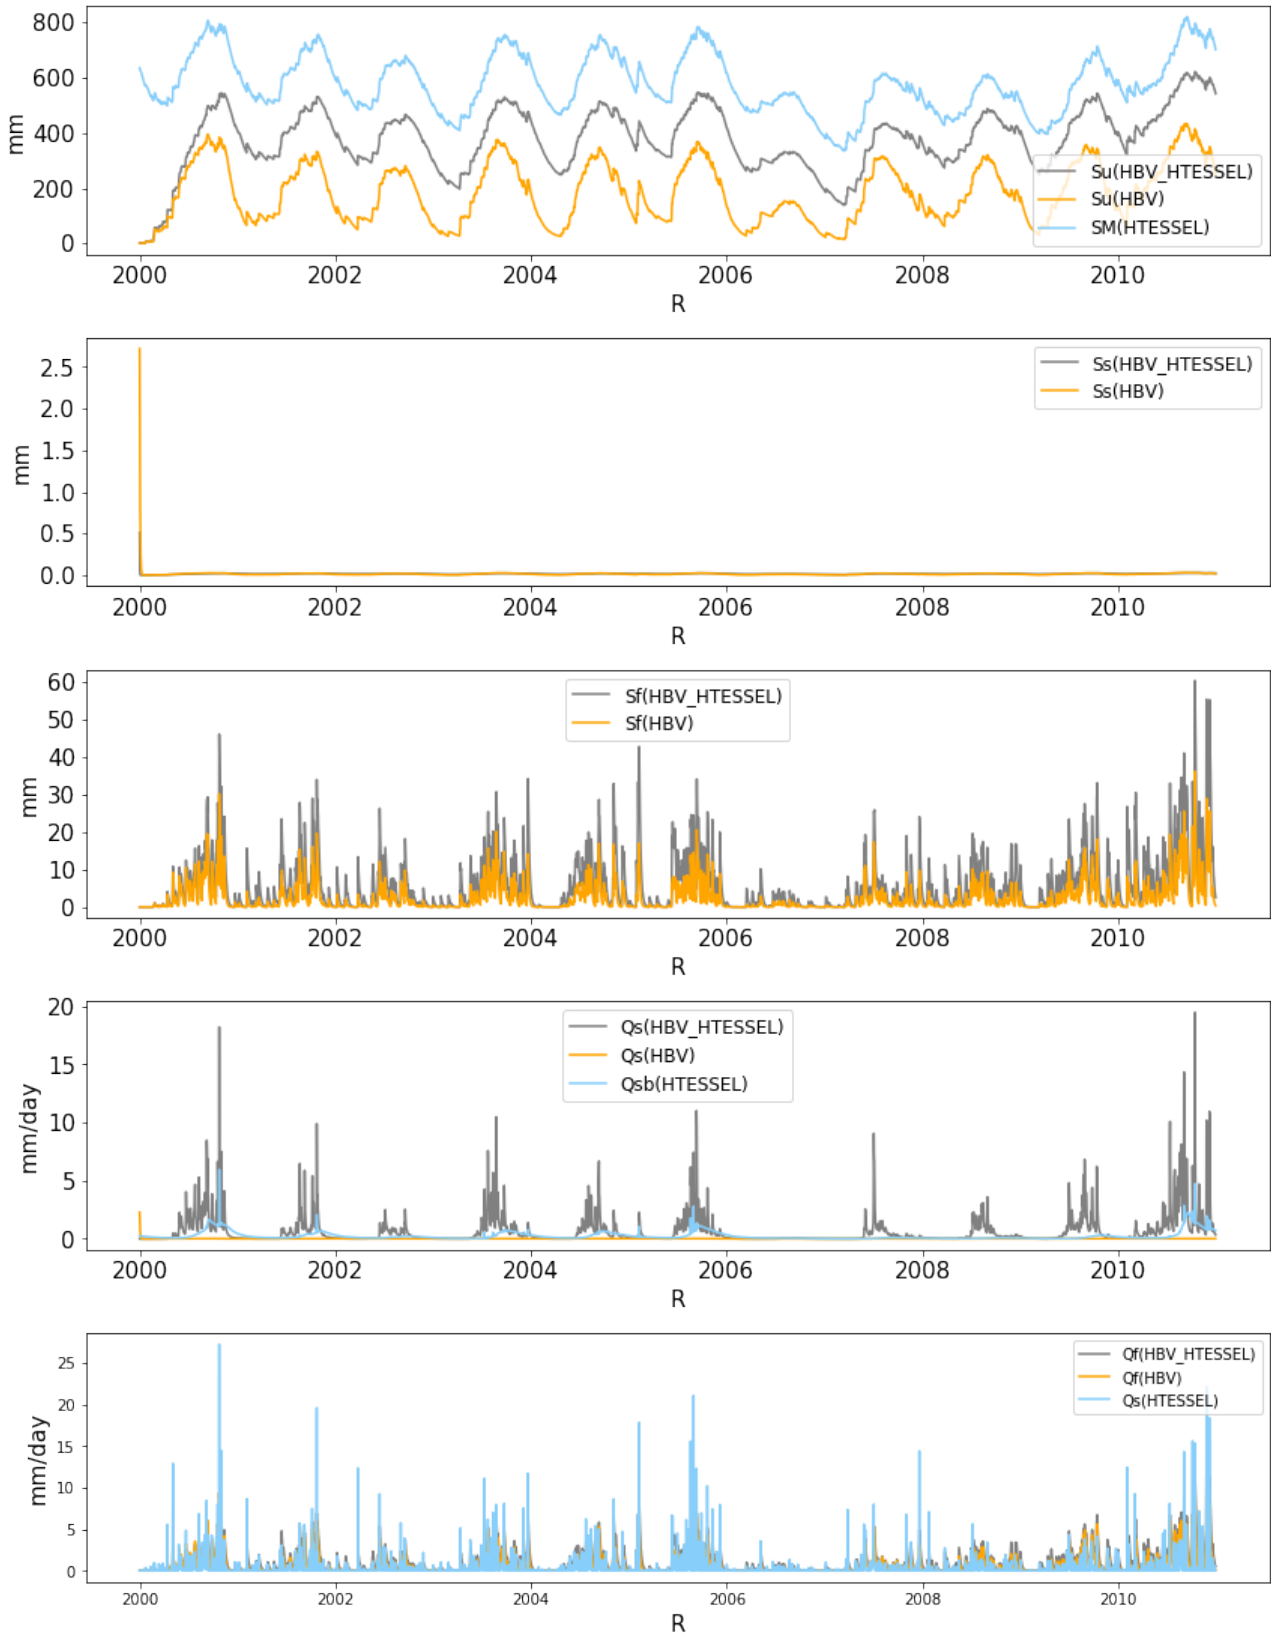 800
600
400
200
0
mm
Su(HBV_HTESSEL)
Su(HBV)
SM(HTESSEL)
2000 2002 2004 2006 2008 2010
R
2.5
2.0
1.5
1.0
0.5
0.0
mm
Ss(HBV_HTESSEL)
Ss(HBV)
2000 2002 2004 2006 2008 2010
R
60
50
40
30
20
10
0
mm
Sf(HBV_HTESSEL)
Sf(HBV)
2000 2002 2004 2006 2008 2010
R
20
15
10
5
0
mm/day
Qs(HBV_HTESSEL)
Qs(HBV)
Qsb(HTESSEL)
2000 2002 2004 2006 2008 2010
R
25
20
15
10
5
0
mm/day
Qf(HBV_HTESSEL)
Qf(HBV)
Qs(HTESSEL)
2000 2002 2004 2006 2008 2010
R